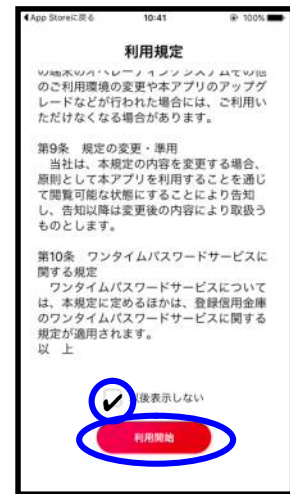 App Storeに戻る 10:41 100%
利用規定
の端末のオペレーティングシステムその他
のご利用環境の変更や本アプリのアップグ
レードなどが行われた場合には、ご利用い
ただけなくなる場合があります。
第9条 規定の変更・準用
当社は、本規定の内容を変更する場合、
原則として本アプリを利用することを通じ
て閲覧可能な状態にすることにより告知
し、告知以降は変更後の内容により取扱う
ものとします。
第10条 ワンタイムパスワードサービスに
関する規定
ワンタイムパスワードサービスについて
は、本規定に定めるほかは、登録信用金庫
のワンタイムパスワードサービスに関する
規定が適用されます。
以 上
以後表示しない
利用開始